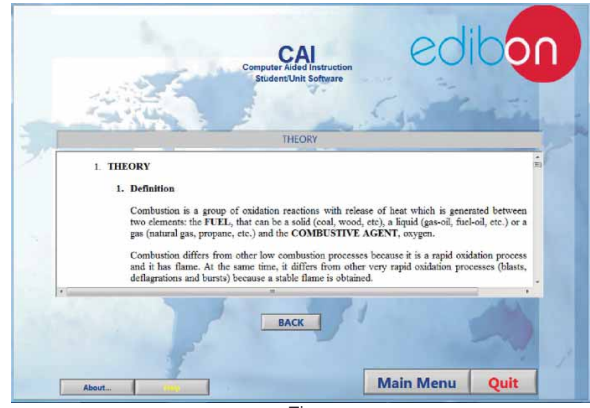 edibon
CAI
Computer Aided Instruction
Student/Unit Software
THEORY
1. THEORY
1. Definition
Combustion is a group of oxidation reactions with release of heat which is generated between
two elements: the FUEL, that can be a solid (coal, wood, etc), a liquid (gas-oil, fuel-oil, etc.) or a
gas (natural gas, propane, etc.) and the COMBUSTIVE AGENT, oxygen.
Combustion differs from other low combustion processes because it is a rapid oxidation process
and it has flame. At the same time, it differs from other very rapid oxidation processes (blasts,
deflagrations and bursts) because a stable flame is obtained.
BACK
About...
Main Menu
Quit